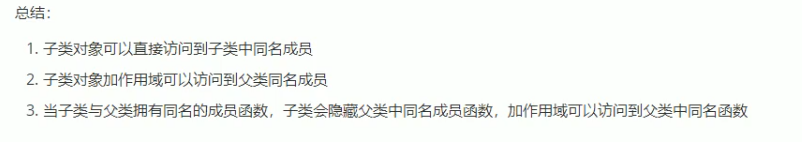 总结：
1. 子类对象可以直接访问到子类中同名成员
2. 子类对象加作用域可以访问到父类同名成员
3. 当子类与父类拥有同名的成员函数，子类会隐藏父类中同名成员函数，加作用域可以访问到父类中同名函数